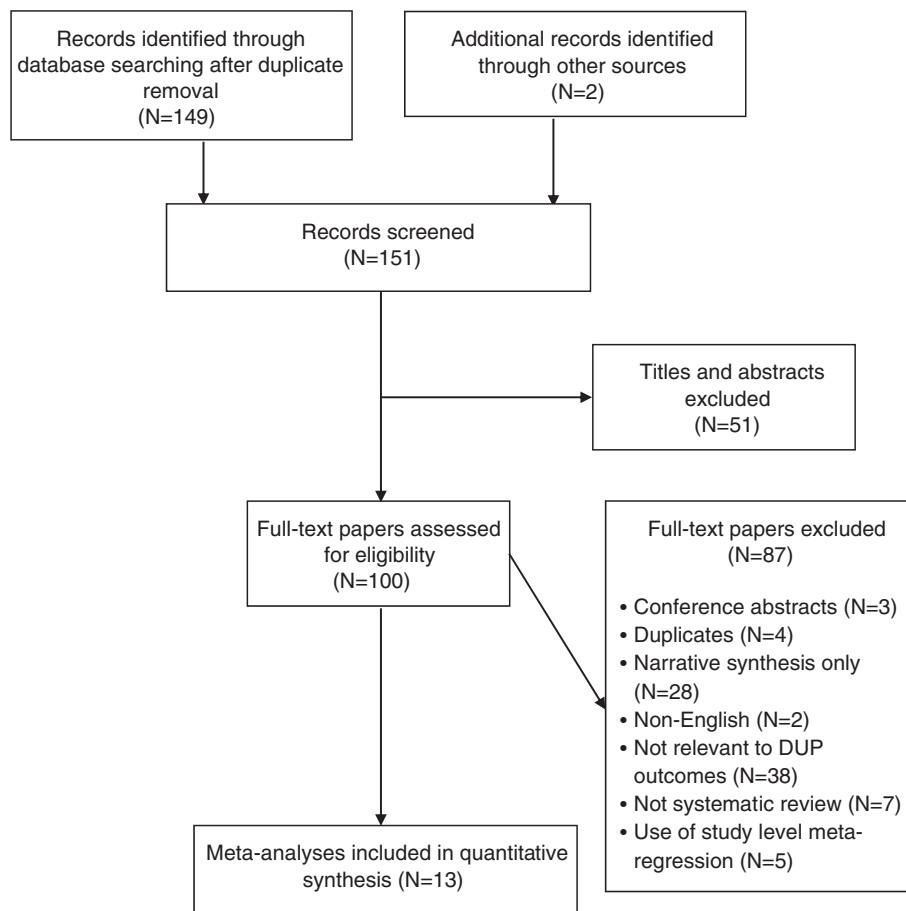 Records identified through
database searching after duplicate
removal
(N=149)
Additional records identified
through other sources
(N=2)
Records screened
(N=151)
Titles and abstracts
excluded
(N=51)
Full-text papers assessed
for eligibility
(N=100)
Full-text papers excluded
(N=87)
• Conference abstracts (N=3)
• Duplicates (N=4)
• Narrative synthesis only
(N=28)
• Non-English (N=2)
• Not relevant to DUP
outcomes (N=38)
• Not systematic review (N=7)
• Use of study level meta-
regression (N=5)
Meta-analyses included in quantitative
synthesis (N=13)